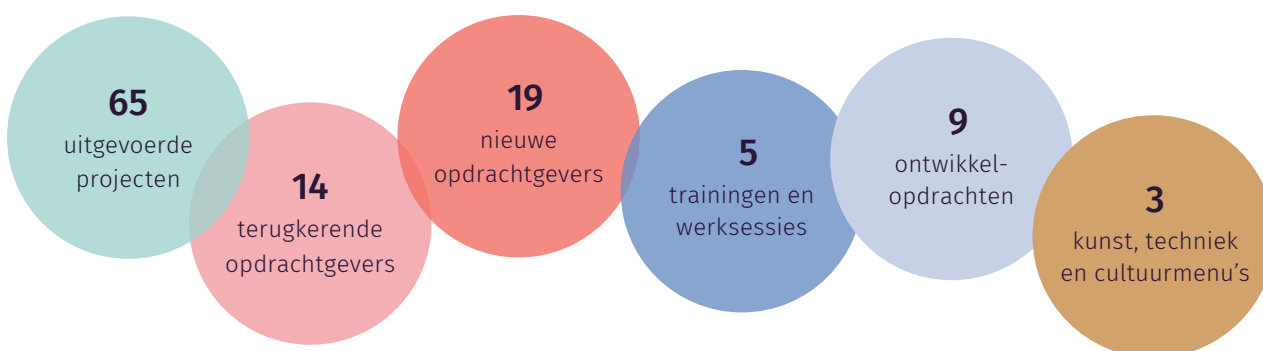 65
uitgevoerde
projecten
14
terugkerende
opdrachtgevers
19
nieuwe
opdrachtgevers
5
trainingen en
werksessies
9
ontwikkel-
opdrachten
3
kunst, techniek
en cultuurmenu’s